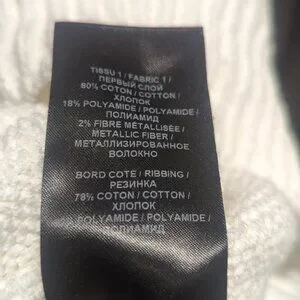 TISSU 1 / FABRIC 1 /
ПЕРВЫЙ СЛОЙ
80% COTON / COTTON /
ХЛОПОК
18% POLYAMIDE / POLYAMIDE /
ПОЛИАМИД
2% FIBRE MÉTALLISÉE /
METALLIC FIBER /
МЕТАЛЛИЗИРОВАННОЕ
ВОЛОКНО
BORD COTE / RIBBING /
РЕЗИНКА
78% COTON / COTTON /
ХЛОПОК
POLYAMIDE / POLYAMIDE /
ПОЛИАМИД